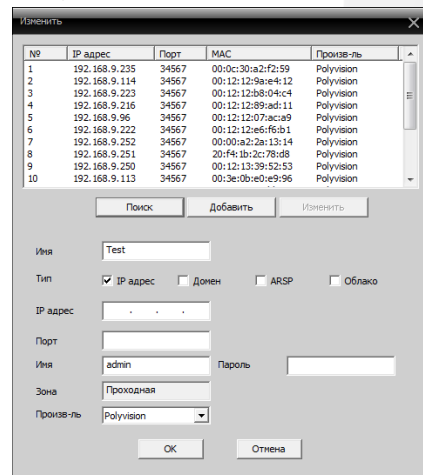 Изменить
№ IP адрес Порт MAC Произв-ль
1 192.168.9.235 34567 00:0c:30:a2:f2:59 Polyvision
2 192.168.9.114 34567 00:12:12:9a:e4:12 Polyvision
3 192.168.9.223 34567 00:12:12:b8:04:c4 Polyvision
4 192.168.9.216 34567 00:12:12:89:ad:11 Polyvision
5 192.168.9.96 34567 00:12:12:07:ac:a9 Polyvision
6 192.168.9.222 34567 00:12:12:e6:f6:b1 Polyvision
7 192.168.9.252 34567 00:00:a2:2a:13:14 Polyvision
8 192.168.9.251 34567 20:f4:1b:2c:78:d8 Polyvision
9 192.168.9.250 34567 00:12:13:39:52:53 Polyvision
10 192.168.9.113 34567 00:3e:0b:e0:e9:96 Polyvision
Поиск Добавить Изменить
Имя Test
Тип IP адрес Домен ARSP Облако
IP адрес . . .
Порт
Имя admin Пароль
Зона Проходная
Произв-ль Polyvision
OK Отмена